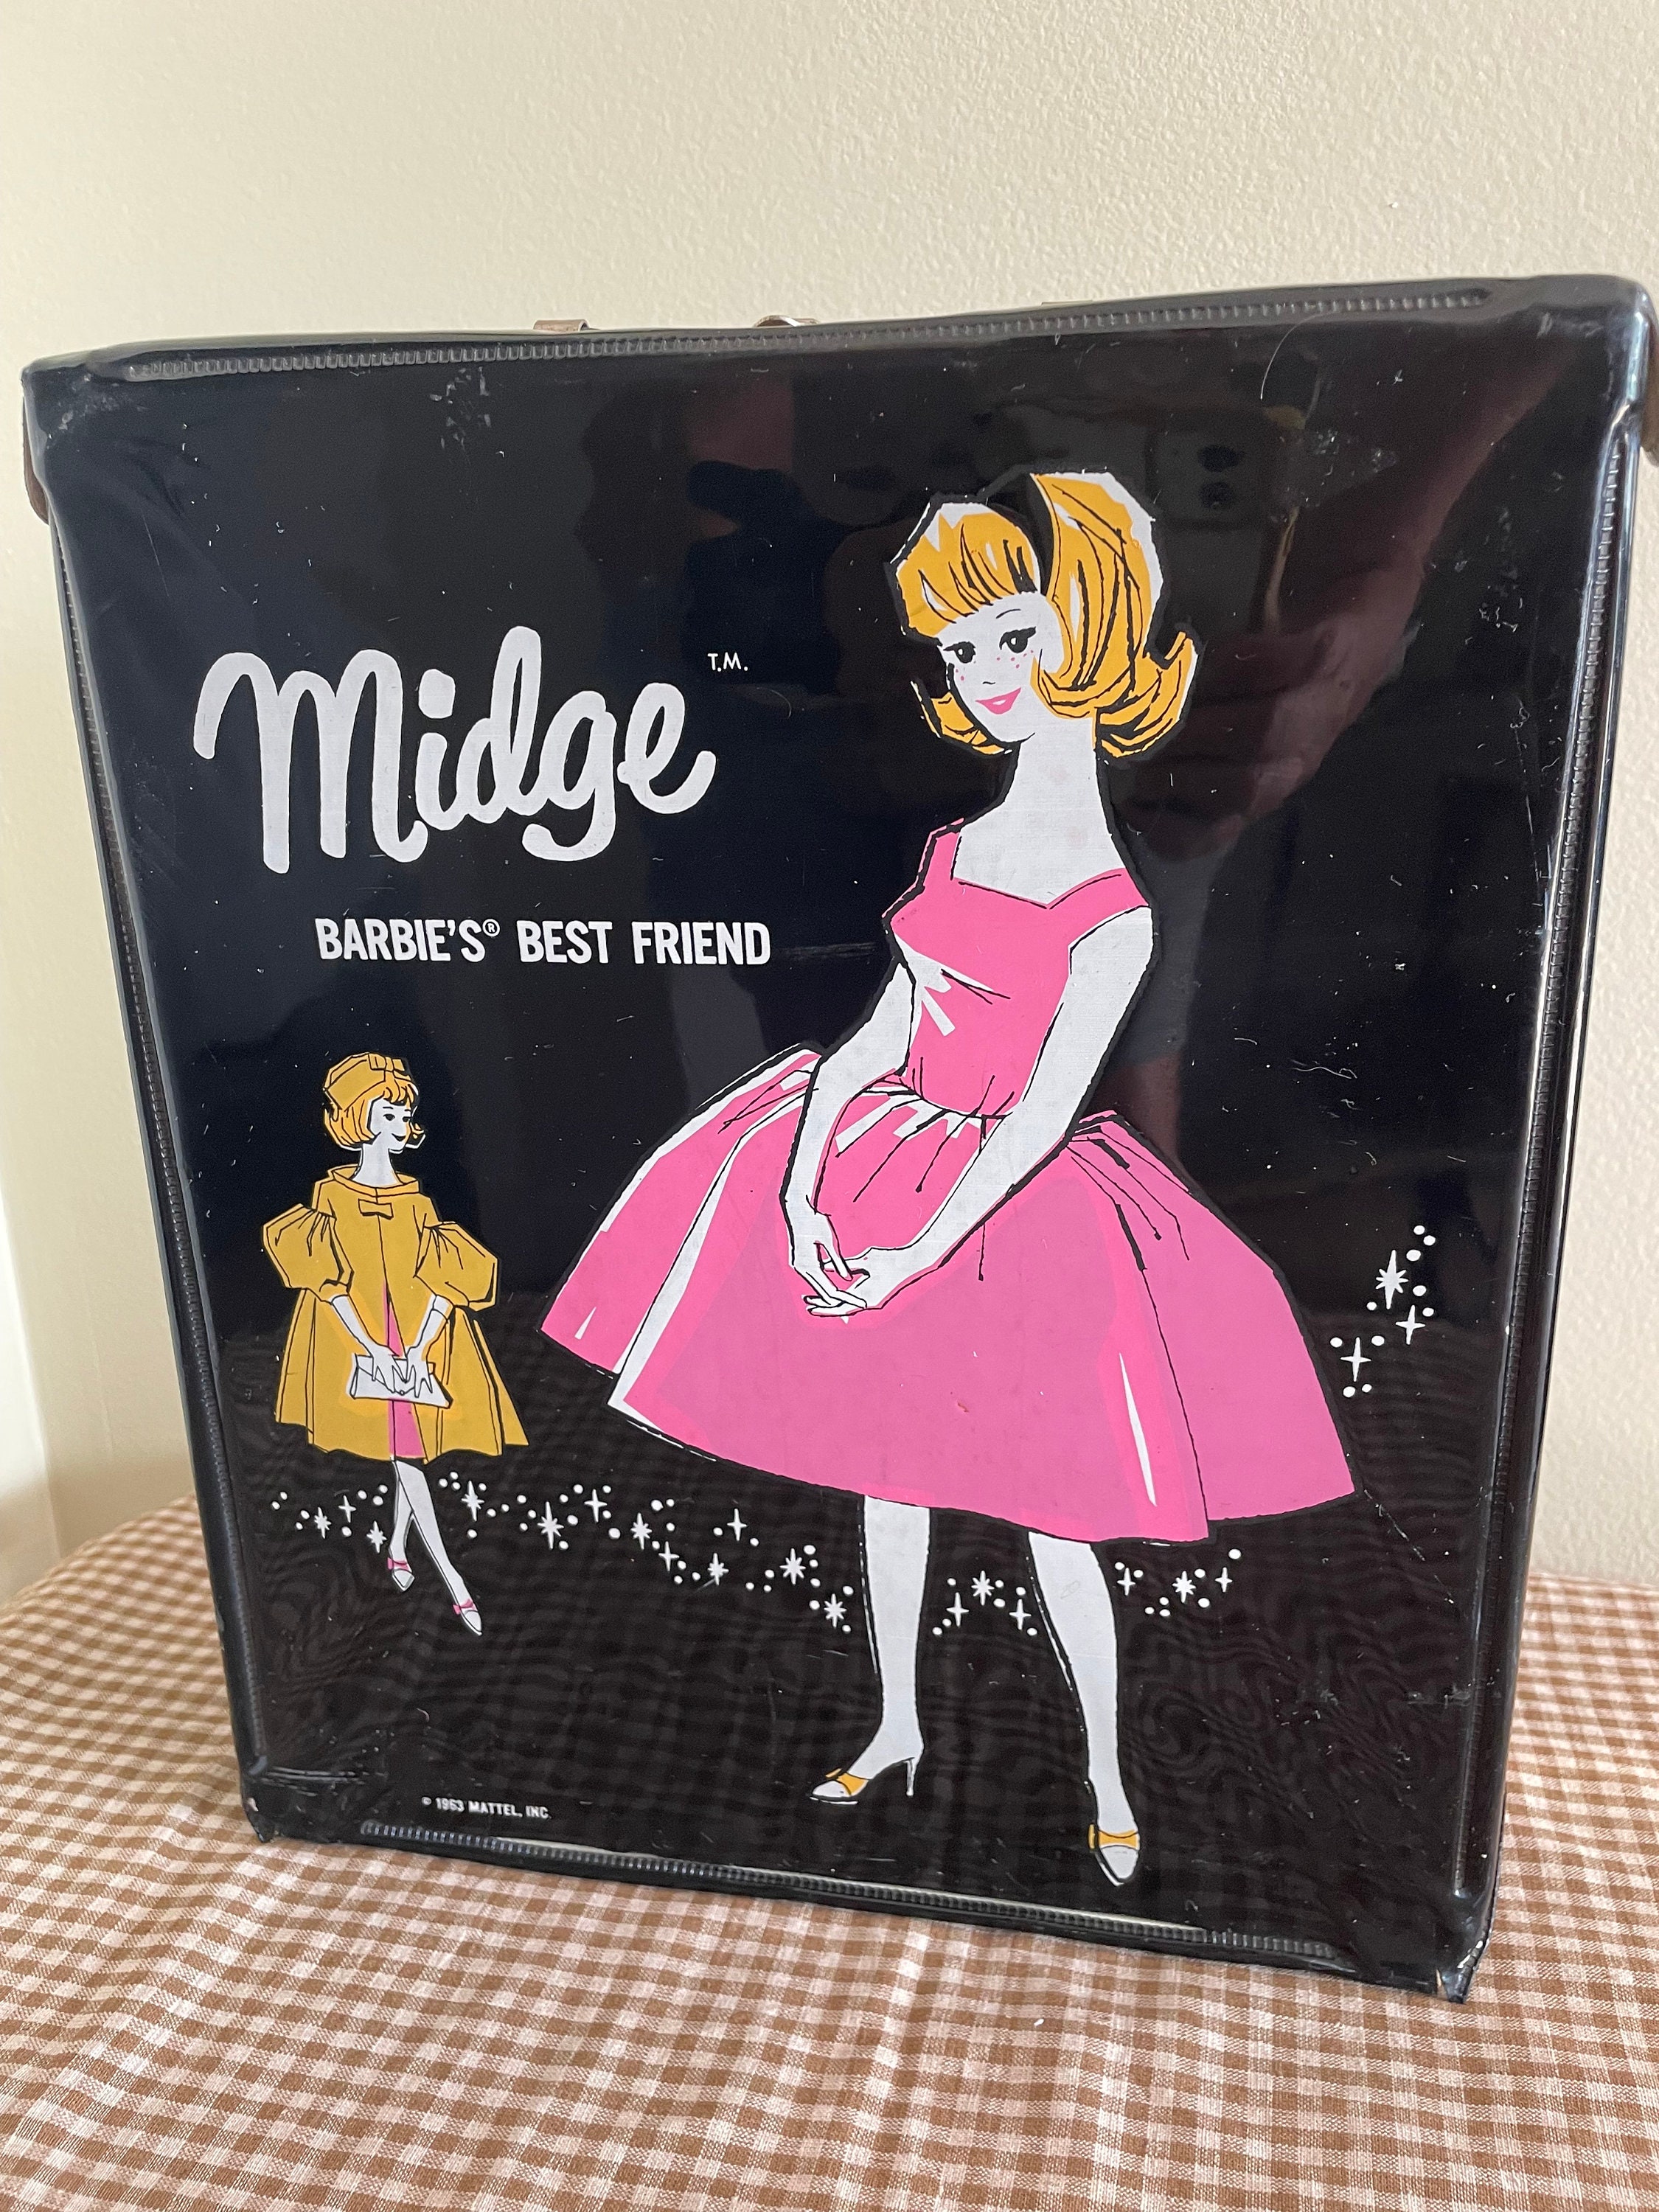 Midge T.M.
BARBIE'S® BEST FRIEND
© 1963 MATTEL, INC.